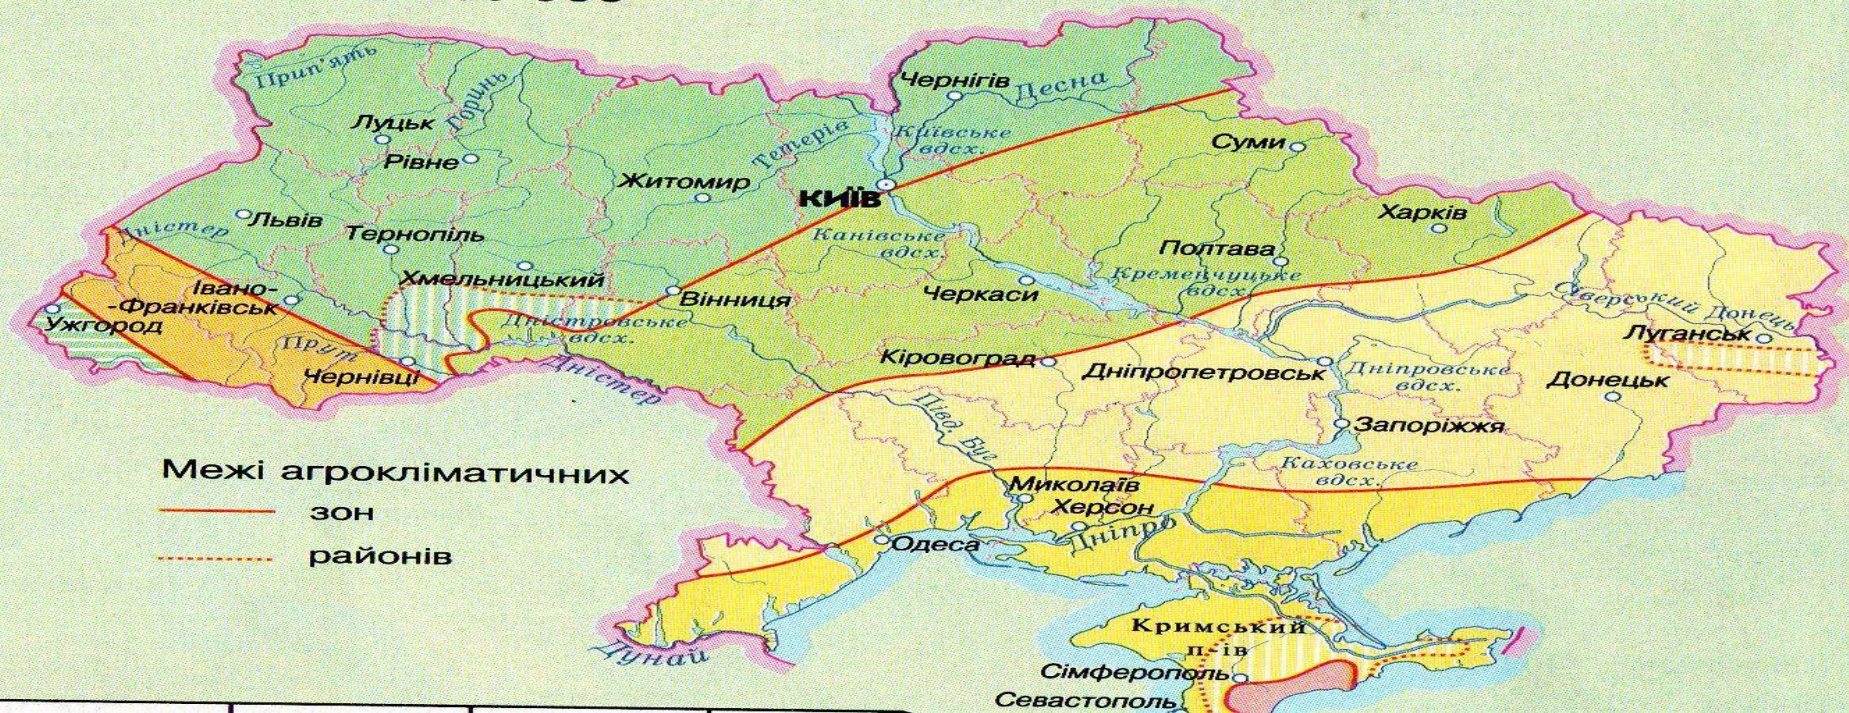 Прип'ять
Горинь
Луцьк
Рівне
Чернігів
Десна
Київське
вдсх.
Тетерів
Суми
Житомир
КИЇВ
Львів
Дністер
Тернопіль
Харків
Канівське
вдсх.
Полтава
Кременчуцьке
вдсх.
Хмельницький
Івано-
-Франківськ
Вінниця
Черкаси
Сіверський Донець
Ужгород
Дністровське
вдсх.
Луганськ
Прут
Чернівці
Дністер
Кіровоград
Дніпропетровськ
Дніпровське
вдсх.
Донецьк
Півд. Буг
Запоріжжя
Каховське
вдсх.
Межі агрокліматичних
зон
районів
Миколаїв
Херсон
Дніпро
Одеса
Дунай
Кримський
п-ів
Сімферополь
Севастополь